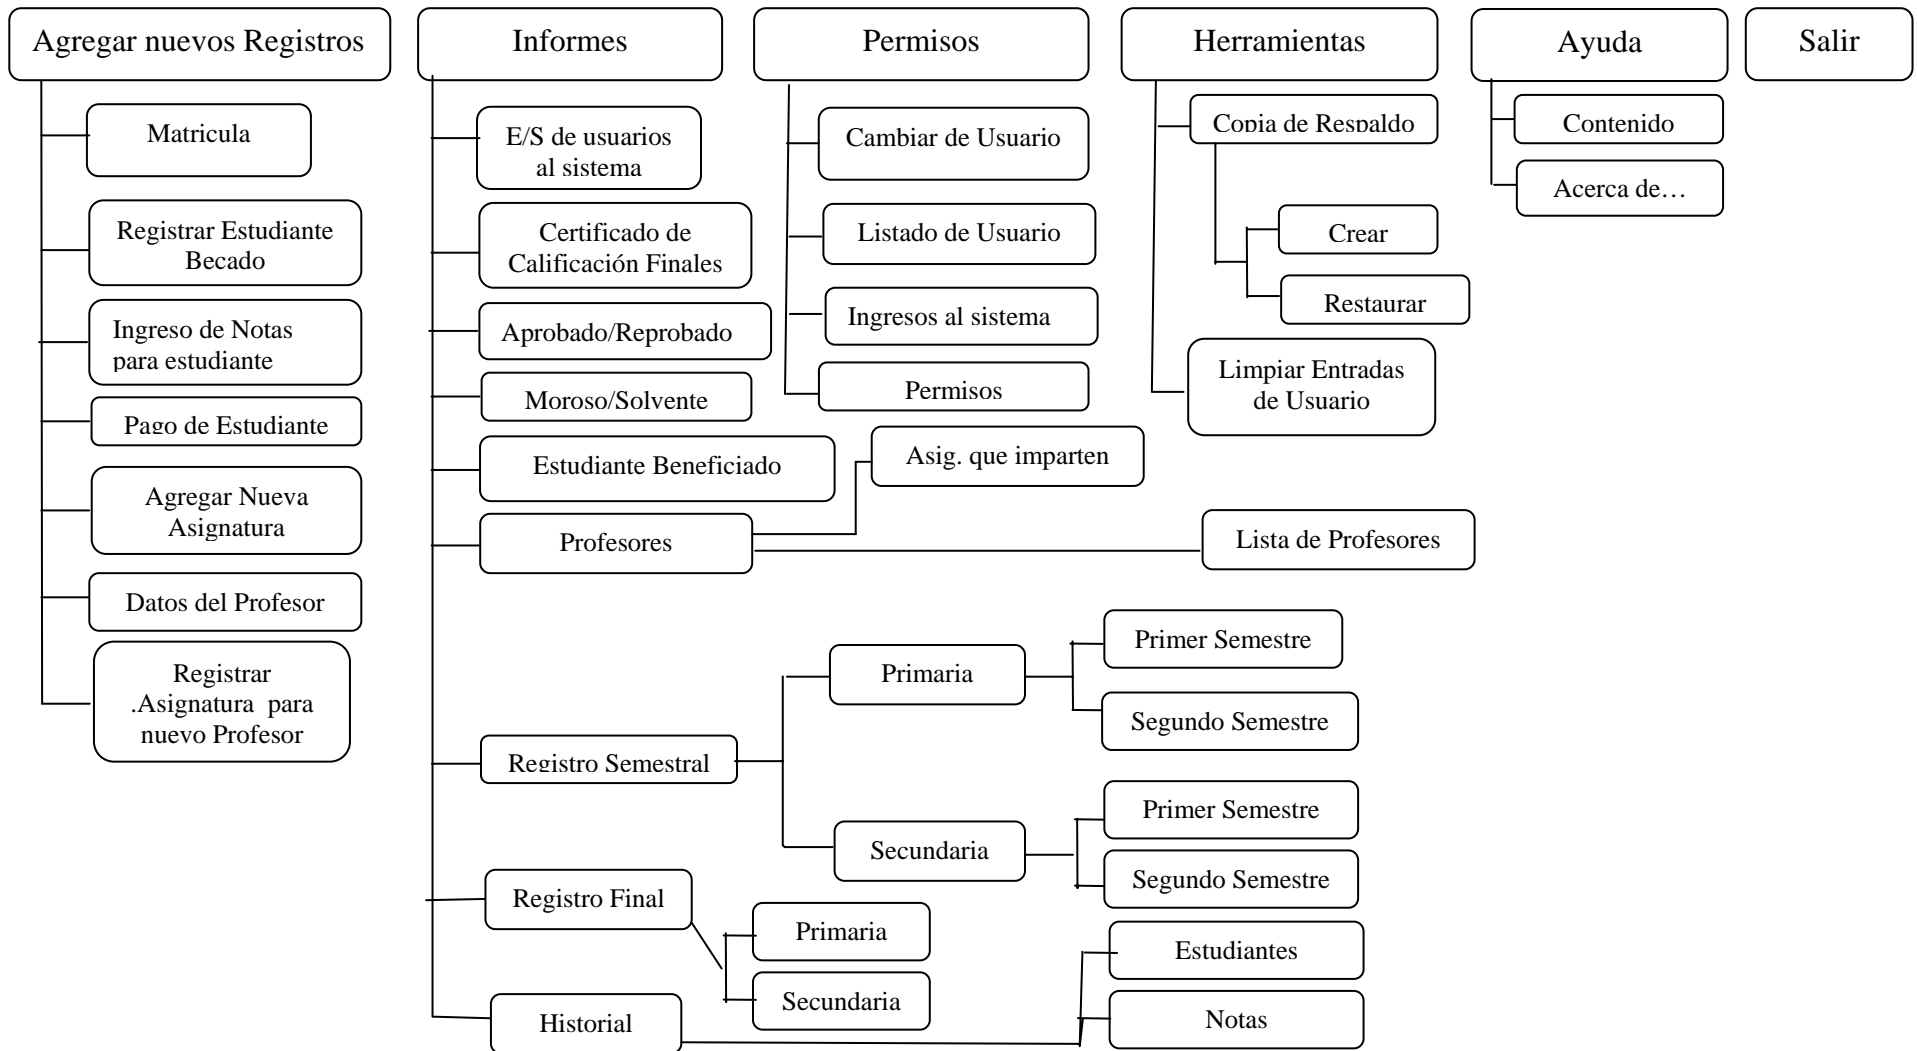 Agregar nuevos Registros
Informes
Permisos
Herramientas
Ayuda
Salir
Matricula
Registrar Estudiante
Becado
Ingreso de Notas
para estudiante
Pago de Estudiante
Agregar Nueva
Asignatura
Datos del Profesor
Registrar
.Asignatura para
nuevo Profesor
E/S de usuarios
al sistema
Certificado de
Calificación Finales
Aprobado/Reprobado
Moroso/Solvente
Estudiante Beneficiado
Profesores
Asig. que imparten
Lista de Profesores
Registro Semestral
Primaria
Primer Semestre
Segundo Semestre
Secundaria
Primer Semestre
Segundo Semestre
Registro Final
Primaria
Secundaria
Historial
Estudiantes
Notas
Cambiar de Usuario
Listado de Usuario
Ingresos al sistema
Permisos
Copia de Respaldo
Crear
Restaurar
Limpiar Entradas
de Usuario
Contenido
Acerca de…